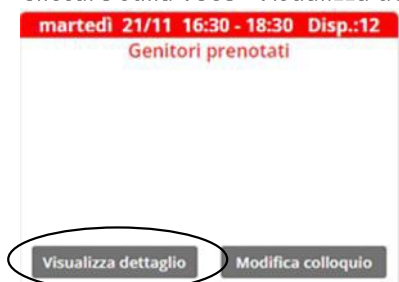 martedì 21/11 16:30 - 18:30 Disp.:12
Genitori prenotati
Visualizza dettaglio Modifica colloquio